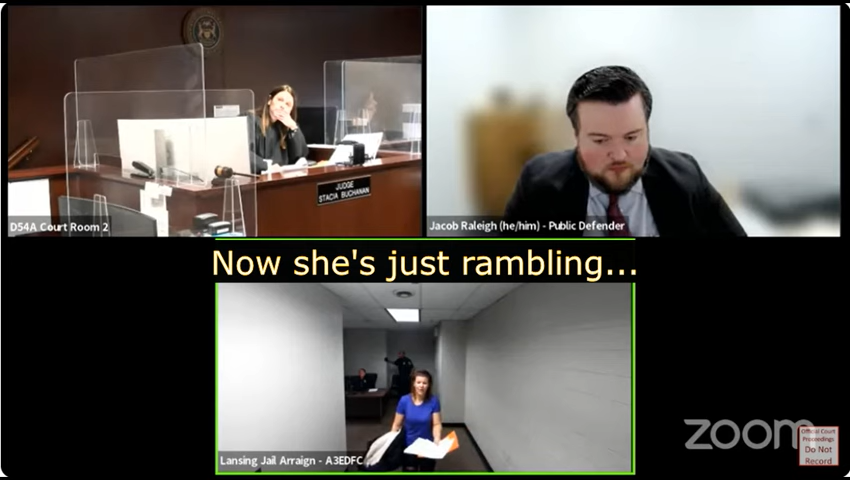 JUDGE
STACIA BUCHANAN
D54A Court Room 2
Jacob Raleigh (he/him) - Public Defender
Now she's just rambling...
Lansing Jail Arraign - A3EDFC
zoom
Official Court
Proceedings
Do Not
Record